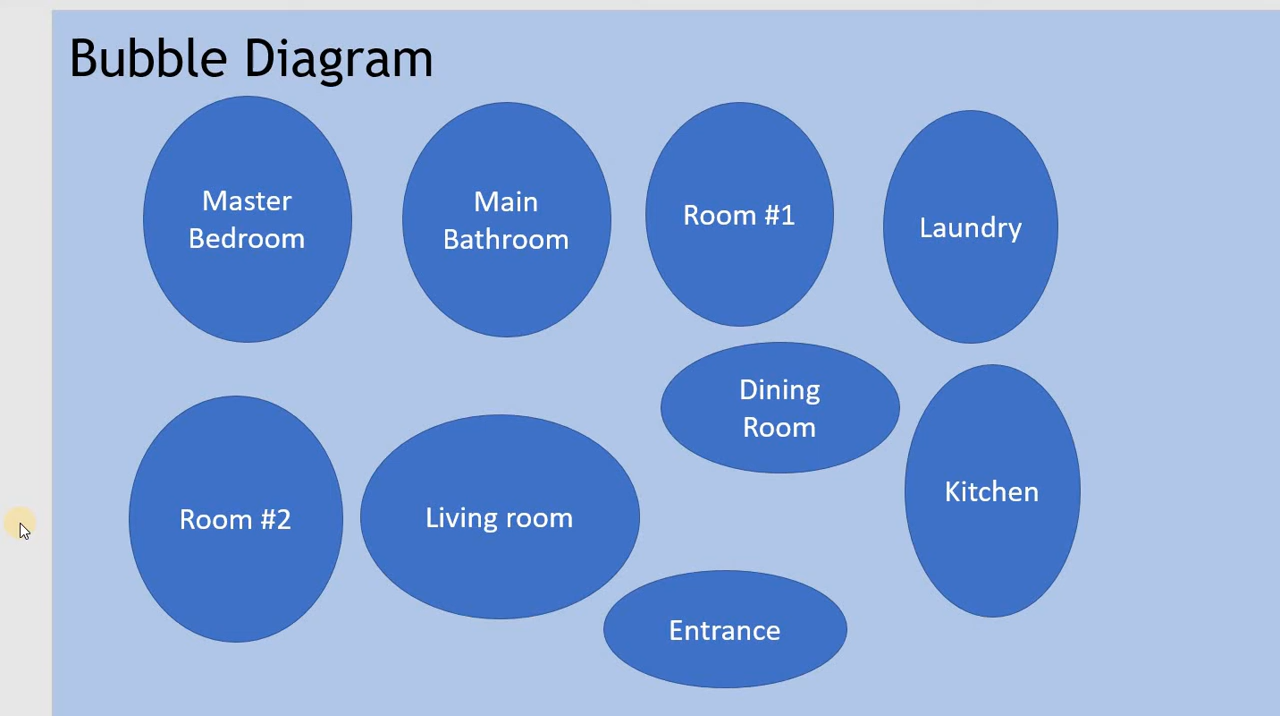 Bubble Diagram
Master
Bedroom
Main
Bathroom
Room #1
Laundry
Dining
Room
Kitchen
Room #2
Living room
Entrance